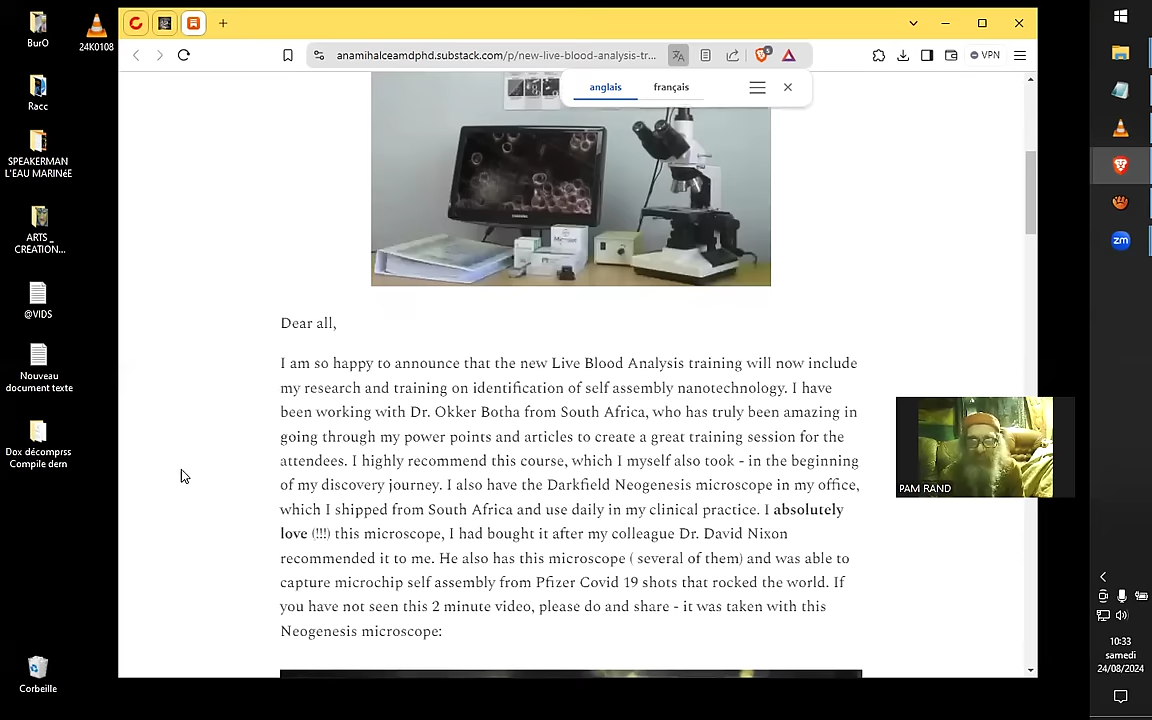 BurO
24K0108
Racc
SPEAKERMAN
L'EAU MARINéE
ARTS _
CREATION...
@VIDS
Nouveau
document texte
Dox décomprss
Compile dern
Corbeille
anamihalceamdphd.substack.com/p/new-live-blood-analysis-tr...
5
VPN
anglais
français
SAMSUNG
Dear all,
I am so happy to announce that the new Live Blood Analysis training will now include
my research and training on identification of self assembly nanotechnology. I have
been working with Dr. Okker Botha from South Africa, who has truly been amazing in
going through my power points and articles to create a great training session for the
attendees. I highly recommend this course, which I myself also took - in the beginning
of my discovery journey. I also have the Darkfield Neogenesis microscope in my office,
which I shipped from South Africa and use daily in my clinical practice. I absolutely
love (!!!) this microscope, I had bought it after my colleague Dr. David Nixon
recommended it to me. He also has this microscope ( several of them) and was able to
capture microchip self assembly from Pfizer Covid 19 shots that rocked the world. If
you have not seen this 2 minute video, please do and share - it was taken with this
Neogenesis microscope:
PAM RAND
zm
10:33
samedi
24/08/2024